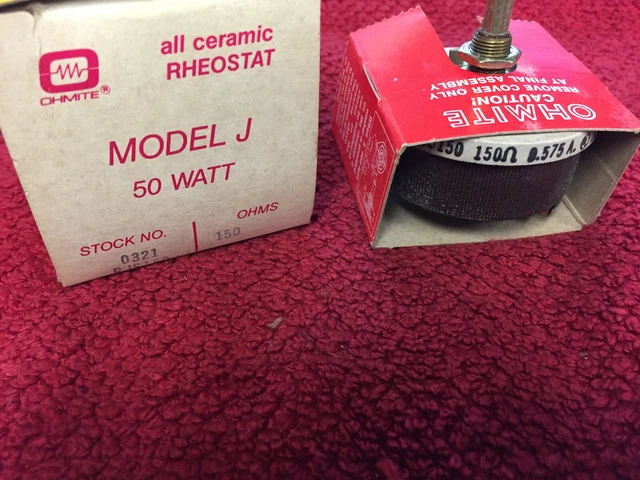 OHMITE®
all ceramic
RHEOSTAT
MODEL J
50 WATT
STOCK NO.
0321
OHMS
150
OHMITE
CAUTION!
REMOVE COVER ONLY
AT FINAL ASSEMBLY
150 150Ω 0.575 A.